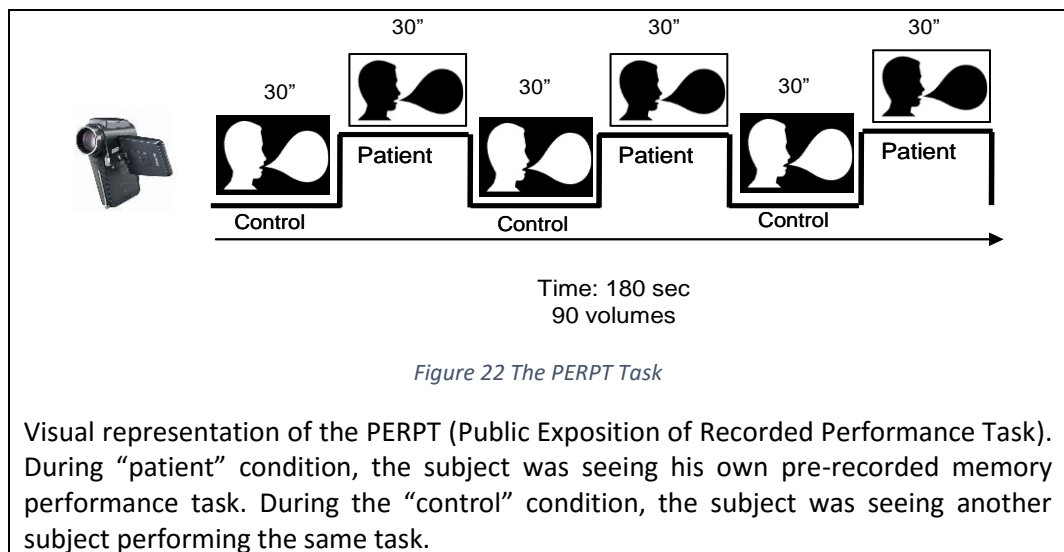 30” 30” 30”
30” 30” 30”
Patient Patient Patient
Control Control Control
Time: 180 sec
90 volumes
Figure 22 The PERPT Task
Visual representation of the PERPT (Public Exposition of Recorded Performance Task).
During “patient” condition, the subject was seeing his own pre-recorded memory
performance task. During the “control” condition, the subject was seeing another
subject performing the same task.